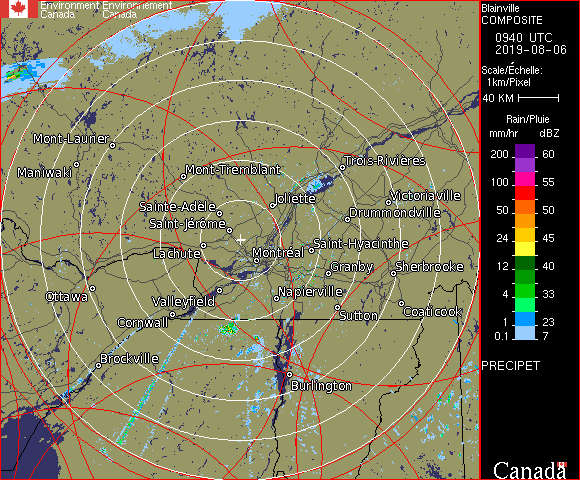 Environment Environnement
Canada Canada
Blainville
COMPOSITE
0940 UTC
2019-08-06
Scale/Échelle:
1km/Pixel
40 KM
Rain/Pluie
mm/hr dBZ
200 60
100 55
50 50
24 45
12 40
4 33
1 23
0.1 7
PRECIPET
Mont-Laurier
Maniwaki
Mont-Tremblant
Trois-Rivières
Sainte-Adèle
Joliette
Victoriaville
Saint-Jérôme
Drummondville
Lachute
Montréal
Saint-Hyacinthe
Granby
Sherbrooke
Ottawa
Valleyfield
Napierville
Cornwall
Sutton
Coaticook
Brockville
Burlington
Canada